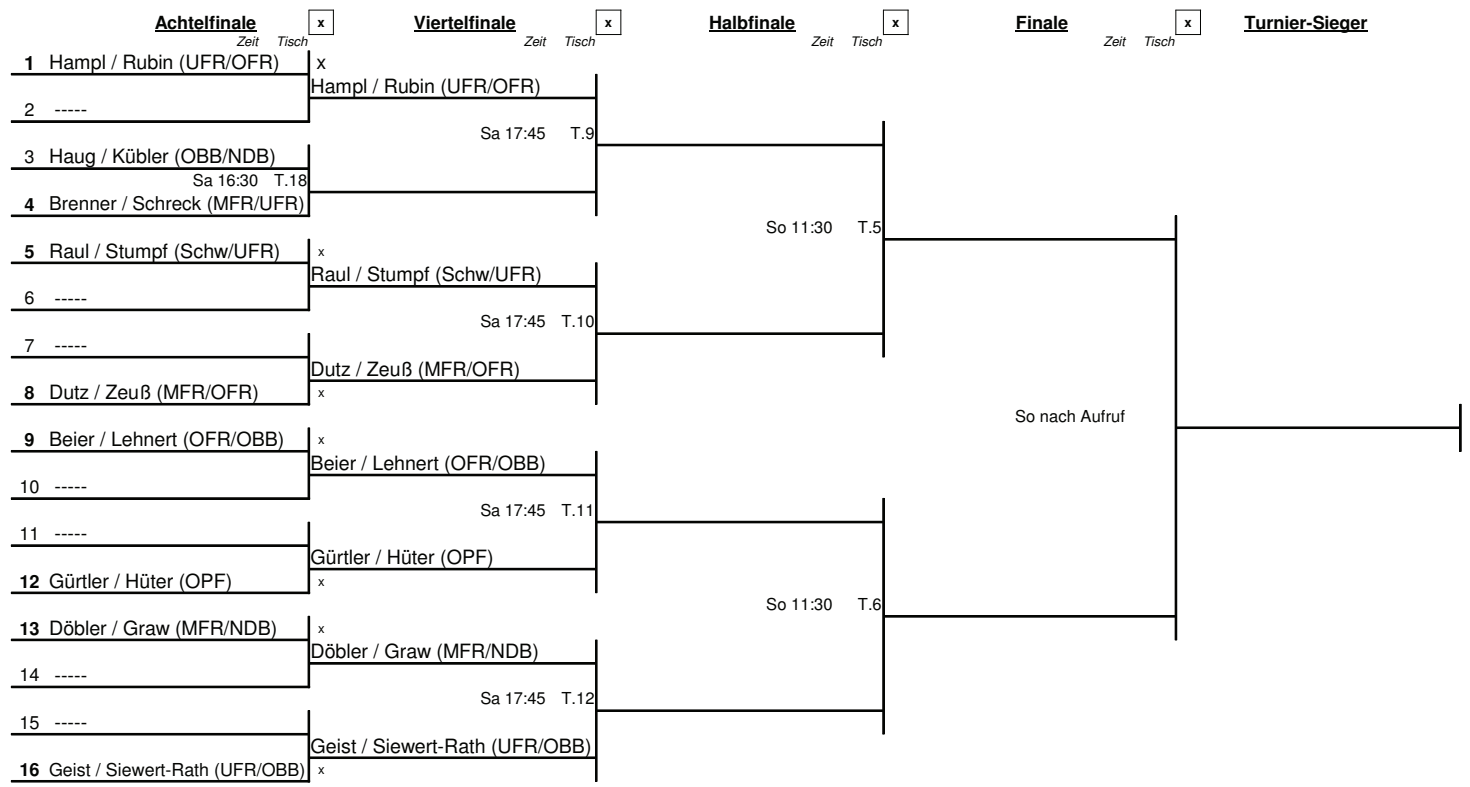 Achtelfinale x Viertelfinale x Halbfinale x Finale x Turnier-Sieger
Zeit Tisch Zeit Tisch Zeit Tisch Zeit Tisch
1 Hampl / Rubin (UFR/OFR) x
Hampl / Rubin (UFR/OFR)
2 -----
Sa 17:45 T.9
3 Haug / Kübler (OBB/NDB)
Sa 16:30 T.18
4 Brenner / Schreck (MFR/UFR)
So 11:30 T.5
5 Raul / Stumpf (Schw/UFR) x
Raul / Stumpf (Schw/UFR)
6 -----
Sa 17:45 T.10
7 -----
Dutz / Zeuß (MFR/OFR)
8 Dutz / Zeuß (MFR/OFR) x
So nach Aufruf
9 Beier / Lehnert (OFR/OBB) x
Beier / Lehnert (OFR/OBB)
10 -----
Sa 17:45 T.11
11 -----
Gürtler / Hüter (OPF)
12 Gürtler / Hüter (OPF) x
So 11:30 T.6
13 Döbler / Graw (MFR/NDB) x
Döbler / Graw (MFR/NDB)
14 -----
Sa 17:45 T.12
15 -----
Geist / Siewert-Rath (UFR/OBB)
16 Geist / Siewert-Rath (UFR/OBB) x